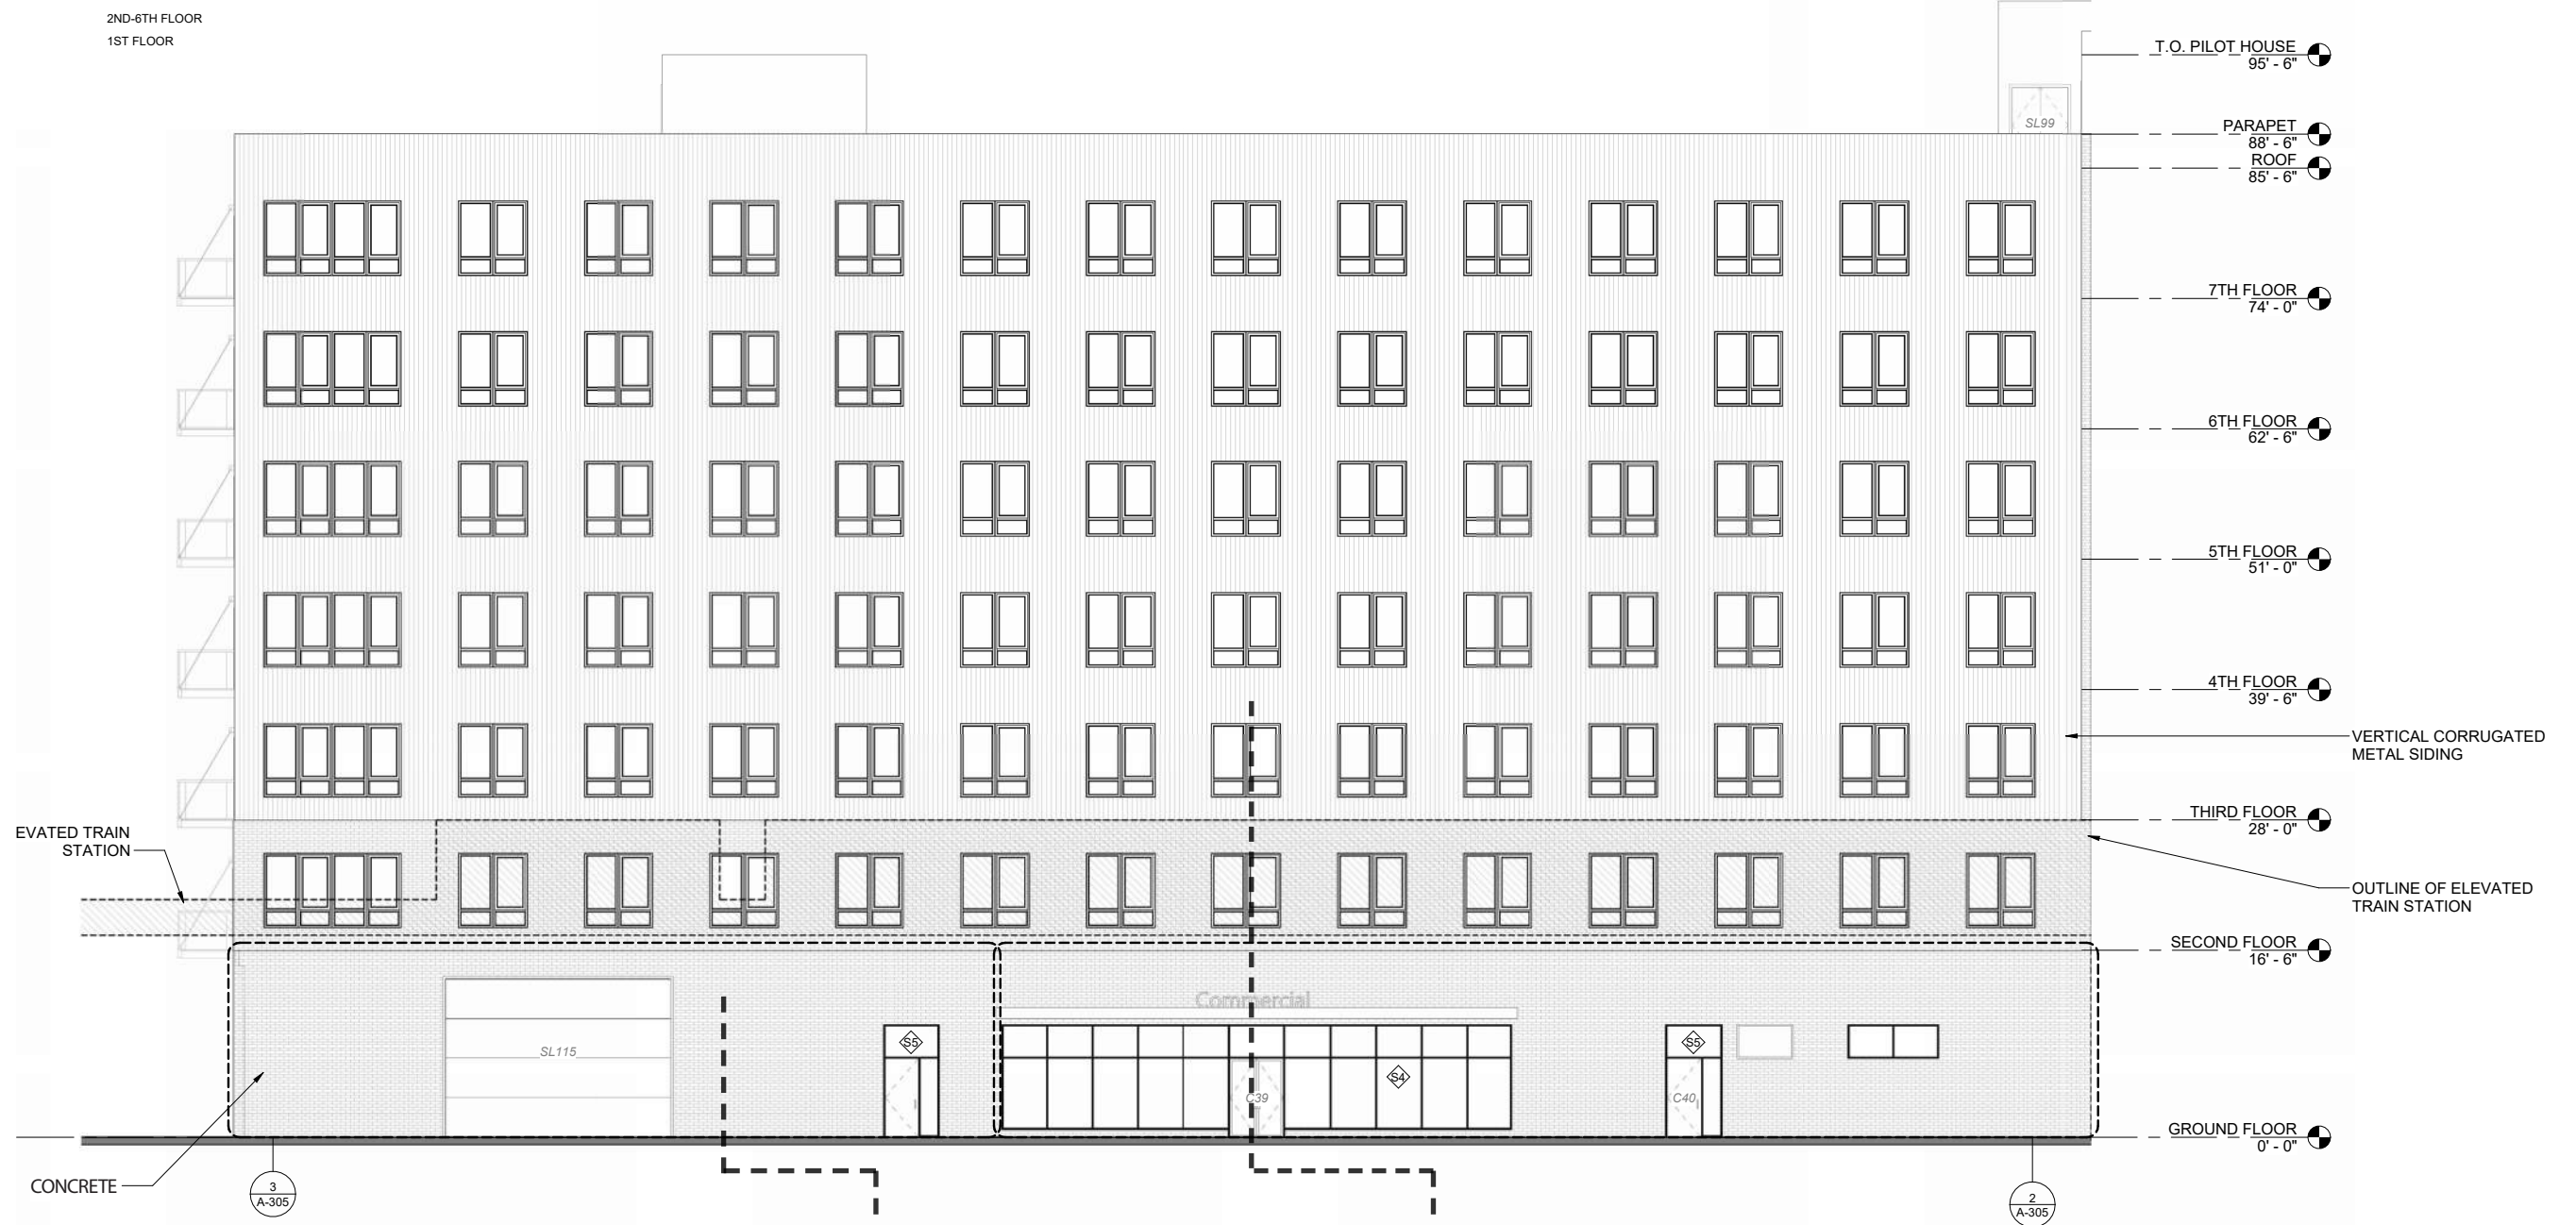 2ND-6TH FLOOR
1ST FLOOR
T.O. PILOT HOUSE
95' - 6"
SL99
PARAPET
88' - 6"
ROOF
85' - 6"
7TH FLOOR
74' - 0"
6TH FLOOR
62' - 6"
5TH FLOOR
51' - 0"
4TH FLOOR
39' - 6"
VERTICAL CORRUGATED
METAL SIDING
THIRD FLOOR
28' - 0"
EVATED TRAIN
STATION
OUTLINE OF ELEVATED
TRAIN STATION
SECOND FLOOR
16' - 6"
Commercial
SL115
S5
S4
S5
C39
C40
GROUND FLOOR
0' - 0"
CONCRETE
3
A-305
2
A-305